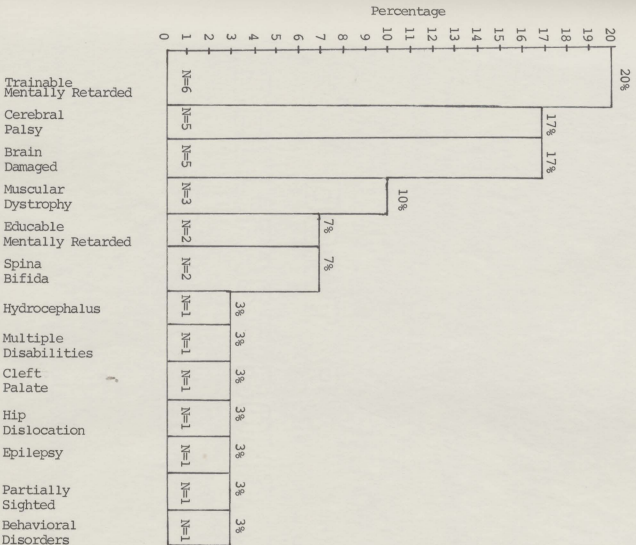 Percentage
0 1 2 3 4 5 6 7 8 9 10 11 12 13 14 15 16 17 18 19 20
Trainable
Mentally Retarded
N=6
20%
Cerebral
Palsy
N=5
17%
Brain
Damaged
N=5
17%
Muscular
Dystrophy
N=3
10%
Educable
Mentally Retarded
N=2
7%
Spina
Bifida
N=2
7%
Hydrocephalus
N=1
3%
Multiple
Disabilities
N=1
3%
Cleft
Palate
N=1
3%
Hip
Dislocation
N=1
3%
Epilepsy
N=1
3%
Partially
Sighted
N=1
3%
Behavioral
Disorders
N=1
3%